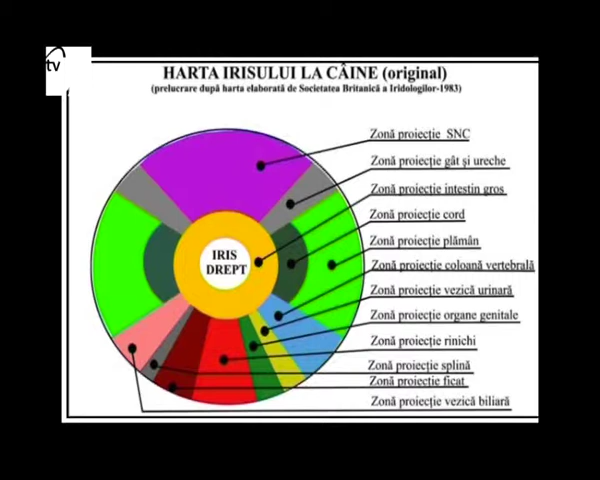 tv
HARTA IRISULUI LA CÂINE (original)
(prelucrare după harta elaborată de Societatea Britanică a Iridologilor-1983)
Zonă proiecție SNC
Zonă proiecție gât și ureche
Zonă proiecție intestin gros
Zonă proiecție cord
Zonă proiecție plămân
Zonă proiecție coloană vertebrală
Zonă proiecție vezică urinară
Zonă proiecție organe genitale
Zonă proiecție rinichi
Zonă proiecție splină
Zonă proiecție ficat
Zonă proiecție vezică biliară
IRIS
DREPT